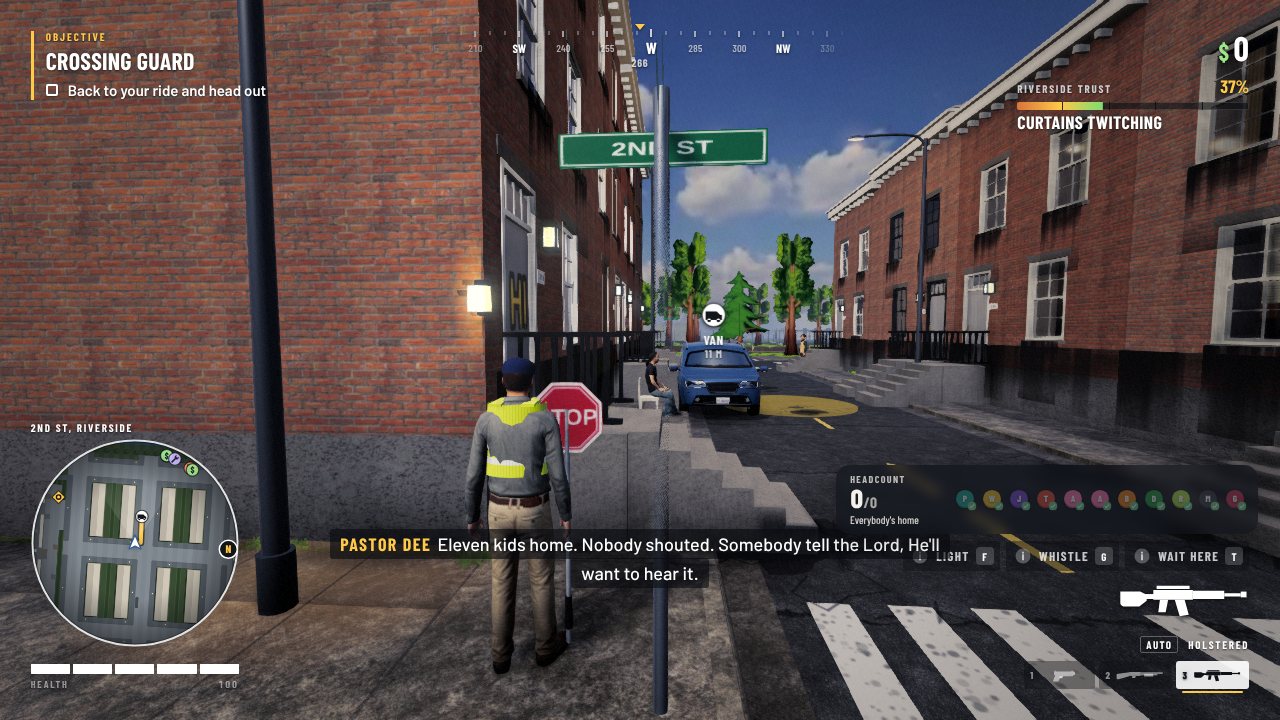 OBJECTIVE
CROSSING GUARD
Back to your ride and head out
210 SW 240 255 W 285 300 NW 330
266
$ 0
37%
RIVERSIDE TRUST
CURTAINS TWITCHING
2ND ST
HI
VAN
11 M
STOP
2ND ST, RIVERSIDE
N
HEALTH 100
HEADCOUNT
0/0
Everybody's home
P W J T A A B D R M G
PASTOR DEE Eleven kids home. Nobody shouted. Somebody tell the Lord, He'll
want to hear it.
LIGHT F
WHISTLE G
WAIT HERE T
AUTO HOLSTERED
1 2 3